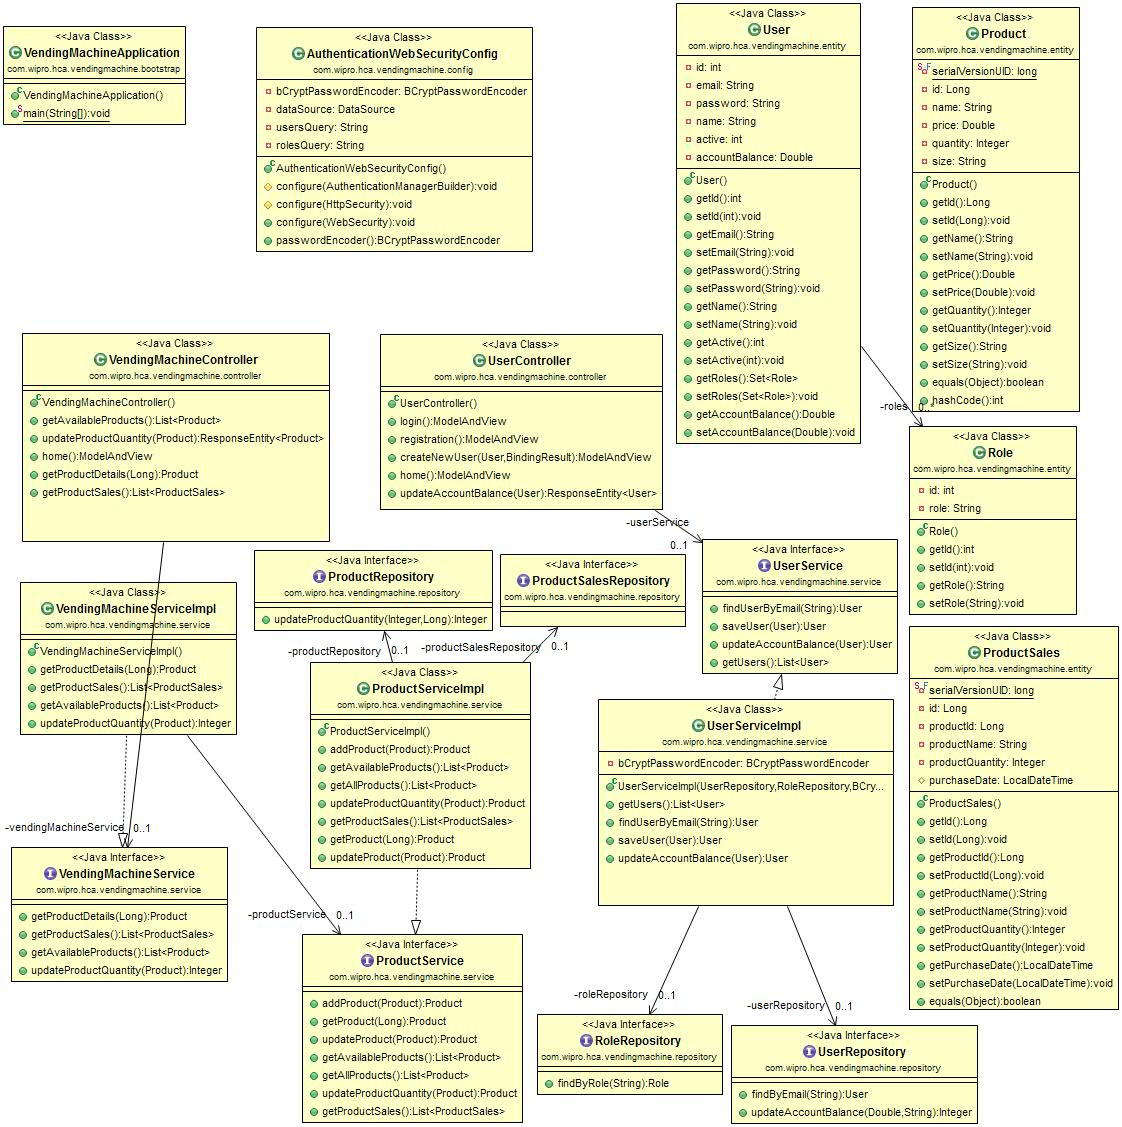 <<Java Class>>
VendingMachineApplication
com.wipro.hca.vendingmachine.bootstrap
VendingMachineApplication()
main(String[]):void
<<Java Class>>
AuthenticationWebSecurityConfig
com.wipro.hca.vendingmachine.config
bCryptPasswordEncoder: BCryptPasswordEncoder
dataSource: DataSource
usersQuery: String
rolesQuery: String
AuthenticationWebSecurityConfig()
configure(AuthenticationManagerBuilder):void
configure(HttpSecurity):void
configure(WebSecurity):void
passwordEncoder():BCryptPasswordEncoder
<<Java Class>>
User
com.wipro.hca.vendingmachine.entity
id: int
email: String
password: String
name: String
active: int
accountBalance: Double
User()
getId():int
setId(int):void
getEmail():String
setEmail(String):void
getPassword():String
setPassword(String):void
getName():String
setName(String):void
getActive():int
setActive(int):void
getRoles():Set<Role>
setRoles(Set<Role>):void
getAccountBalance():Double
setAccountBalance(Double):void
<<Java Class>>
Product
com.wipro.hca.vendingmachine.entity
serialVersionUID: long
id: Long
name: String
price: Double
quantity: Integer
size: String
Product()
getId():Long
setId(Long):void
getName():String
setName(String):void
getPrice():Double
setPrice(Double):void
getQuantity():Integer
setQuantity(Integer):void
getSize():String
setSize(String):void
equals(Object):boolean
hashCode():int
-roles
0..*
<<Java Class>>
VendingMachineController
com.wipro.hca.vendingmachine.controller
VendingMachineController()
getAvailableProducts():List<Product>
updateProductQuantity(Product):ResponseEntity<Product>
home():ModelAndView
getProductDetails(Long):Product
getProductSales():List<ProductSales>
<<Java Class>>
UserController
com.wipro.hca.vendingmachine.controller
UserController()
login():ModelAndView
registration():ModelAndView
createNewUser(User,BindingResult):ModelAndView
home():ModelAndView
updateAccountBalance(User):ResponseEntity<User>
-userService
0..1
<<Java Class>>
Role
com.wipro.hca.vendingmachine.entity
id: int
role: String
Role()
getId():int
setId(int):void
getRole():String
setRole(String):void
<<Java Class>>
VendingMachineServiceImpl
com.wipro.hca.vendingmachine.service
VendingMachineServiceImpl()
getProductDetails(Long):Product
getProductSales():List<ProductSales>
getAvailableProducts():List<Product>
updateProductQuantity(Product):Integer
<<Java Interface>>
ProductRepository
com.wipro.hca.vendingmachine.repository
updateProductQuantity(Integer,Long):Integer
<<Java Interface>>
ProductSalesRepository
com.wipro.hca.vendingmachine.repository
-productRepository
0..1
-productSalesRepository
0..1
<<Java Interface>>
UserService
com.wipro.hca.vendingmachine.service
findUserByEmail(String):User
saveUser(User):User
updateAccountBalance(User):User
getUsers():List<User>
<<Java Class>>
ProductServiceImpl
com.wipro.hca.vendingmachine.service
ProductServiceImpl()
addProduct(Product):Product
getAvailableProducts():List<Product>
getAllProducts():List<Product>
updateProductQuantity(Product):Product
getProductSales():List<ProductSales>
getProduct(Long):Product
updateProduct(Product):Product
<<Java Class>>
UserServiceImpl
com.wipro.hca.vendingmachine.service
bCryptPasswordEncoder: BCryptPasswordEncoder
UserServiceImpl(UserRepository,RoleRepository,BCry...
getUsers():List<User>
findUserByEmail(String):User
saveUser(User):User
updateAccountBalance(User):User
<<Java Class>>
ProductSales
com.wipro.hca.vendingmachine.entity
serialVersionUID: long
id: Long
productId: Long
productName: String
productQuantity: Integer
purchaseDate: LocalDateTime
ProductSales()
getId():Long
setId(Long):void
getProductId():Long
setProductId(Long):void
getProductName():String
setProductName(String):void
getProductQuantity():Integer
setProductQuantity(Integer):void
getPurchaseDate():LocalDateTime
setPurchaseDate(LocalDateTime):void
equals(Object):boolean
-vendingMachineService
0..1
<<Java Interface>>
VendingMachineService
com.wipro.hca.vendingmachine.service
getProductDetails(Long):Product
getProductSales():List<ProductSales>
getAvailableProducts():List<Product>
updateProductQuantity(Product):Integer
-productService
0..1
<<Java Interface>>
ProductService
com.wipro.hca.vendingmachine.service
addProduct(Product):Product
getProduct(Long):Product
updateProduct(Product):Product
getAvailableProducts():List<Product>
getAllProducts():List<Product>
updateProductQuantity(Product):Product
getProductSales():List<ProductSales>
-roleRepository
0..1
-userRepository
0..1
<<Java Interface>>
RoleRepository
com.wipro.hca.vendingmachine.repository
findByRole(String):Role
<<Java Interface>>
UserRepository
com.wipro.hca.vendingmachine.repository
findByEmail(String):User
updateAccountBalance(Double,String):Integer